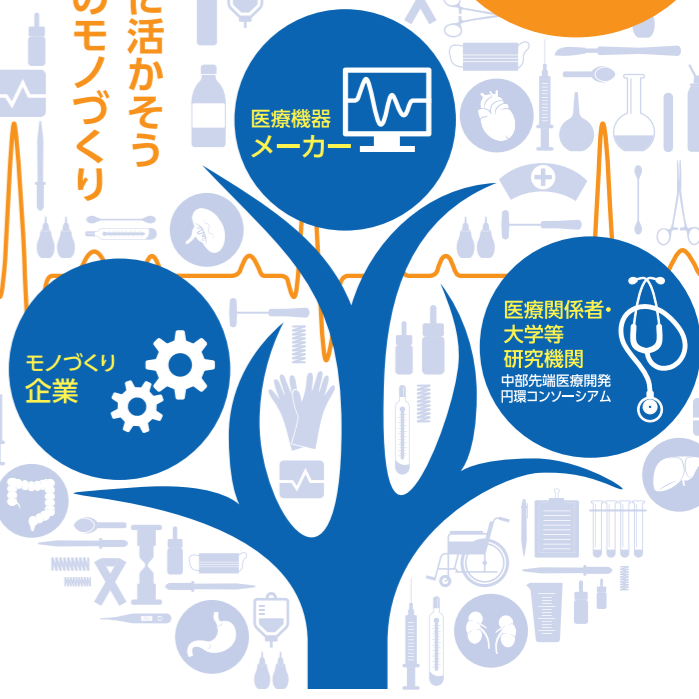 に活かそう
のモノづくり
医療機器
メーカー
モノづくり
企業
医療関係者・
大学等
研究機関
中部先端医療開発
円環コンソーシアム